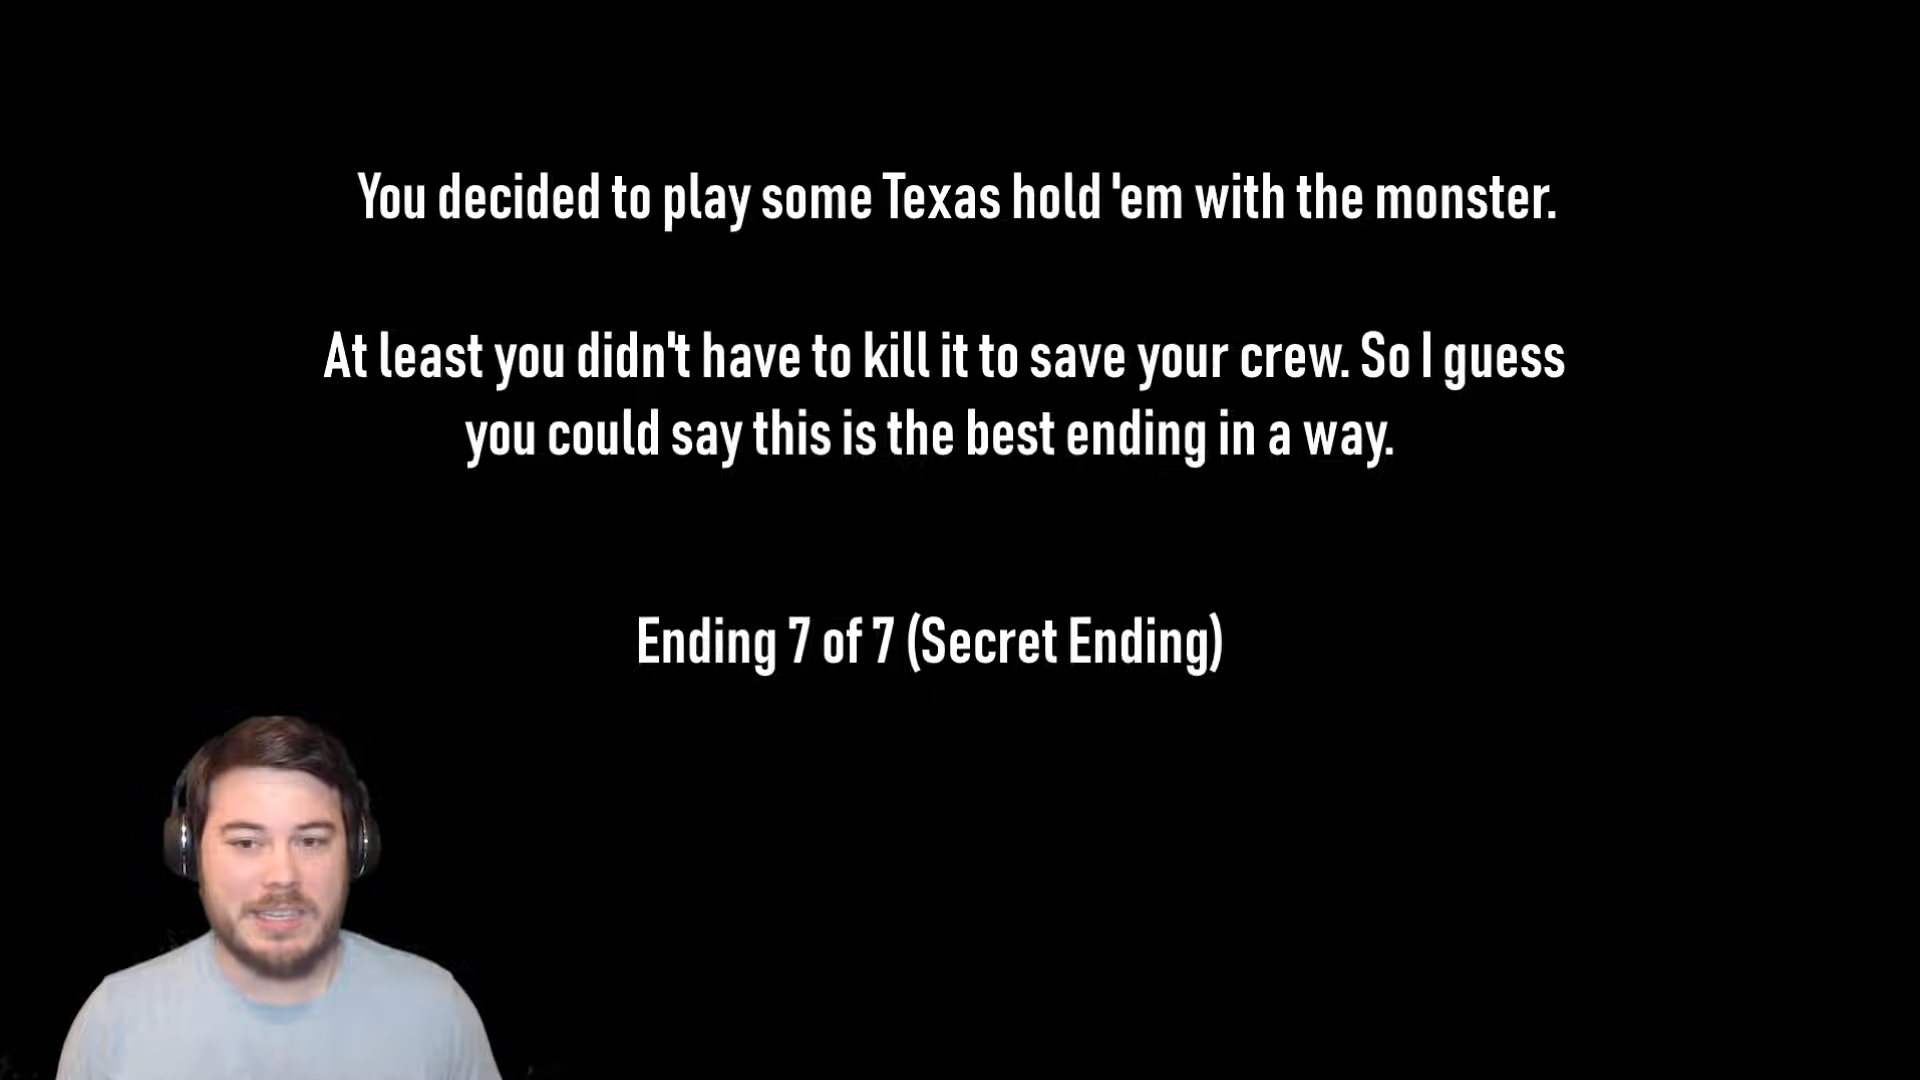 You decided to play some Texas hold 'em with the monster.
At least you didn't have to kill it to save your crew. So I guess
you could say this is the best ending in a way.
Ending 7 of 7 (Secret Ending)